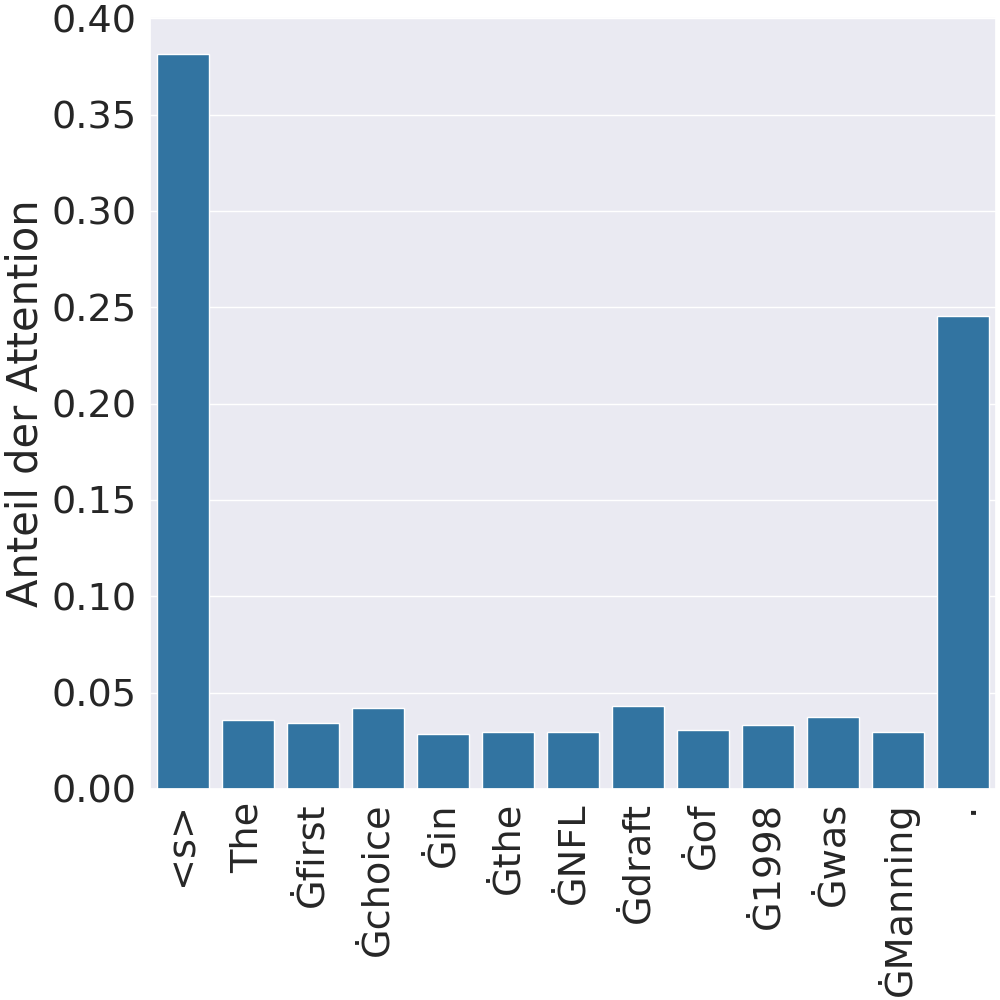 Anteil der Attention
0.40
0.35
0.30
0.25
0.20
0.15
0.10
0.05
0.00
<s>
The
Ġfirst
Ġchoice
Ġin
Ġthe
ĠNFL
Ġdraft
Ġof
Ġ1998
Ġwas
ĠManning
.